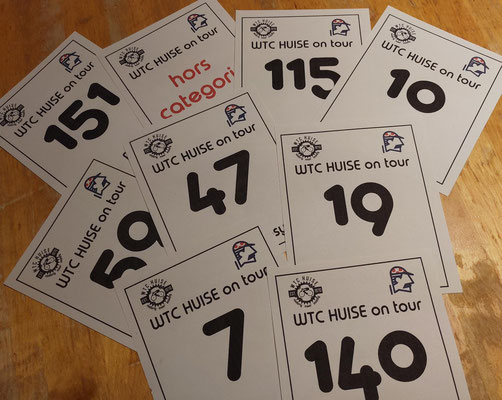 WTC HUISE on tour
151
WTC HUISE on tour
hors
categori
WTC HUISE on tour
115
WTC HUISE on tour
10
WTC HUISE on tour
59
WTC HUISE on tour
47
WTC HUISE on tour
19
WTC HUISE on tour
7
WTC HUISE on tour
140